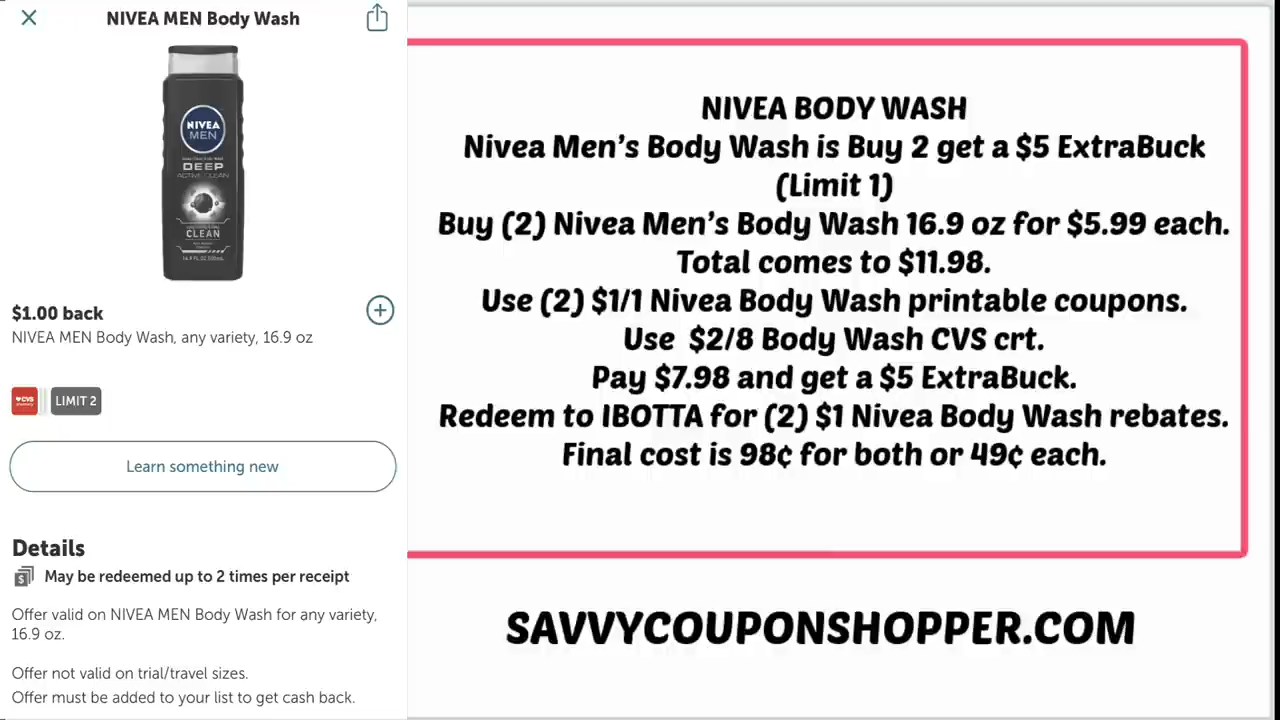 NIVEA MEN Body Wash
NIVEA
MEN
DEEP
ACTIVE CLEAN
CLEAN
$1.00 back
NIVEA MEN Body Wash, any variety, 16.9 oz
CVS
LIMIT 2
Learn something new
Details
May be redeemed up to 2 times per receipt
Offer valid on NIVEA MEN Body Wash for any variety,
16.9 oz.
Offer not valid on trial/travel sizes.
Offer must be added to your list to get cash back.
NIVEA BODY WASH
Nivea Men's Body Wash is Buy 2 get a $5 ExtraBuck
(Limit 1)
Buy (2) Nivea Men's Body Wash 16.9 oz for $5.99 each.
Total comes to $11.98.
Use (2) $1/1 Nivea Body Wash printable coupons.
Use $2/8 Body Wash CVS crt.
Pay $7.98 and get a $5 ExtraBuck.
Redeem to IBOTTA for (2) $1 Nivea Body Wash rebates.
Final cost is 98¢ for both or 49¢ each.
SAVVYCOUPONSHOPPER.COM